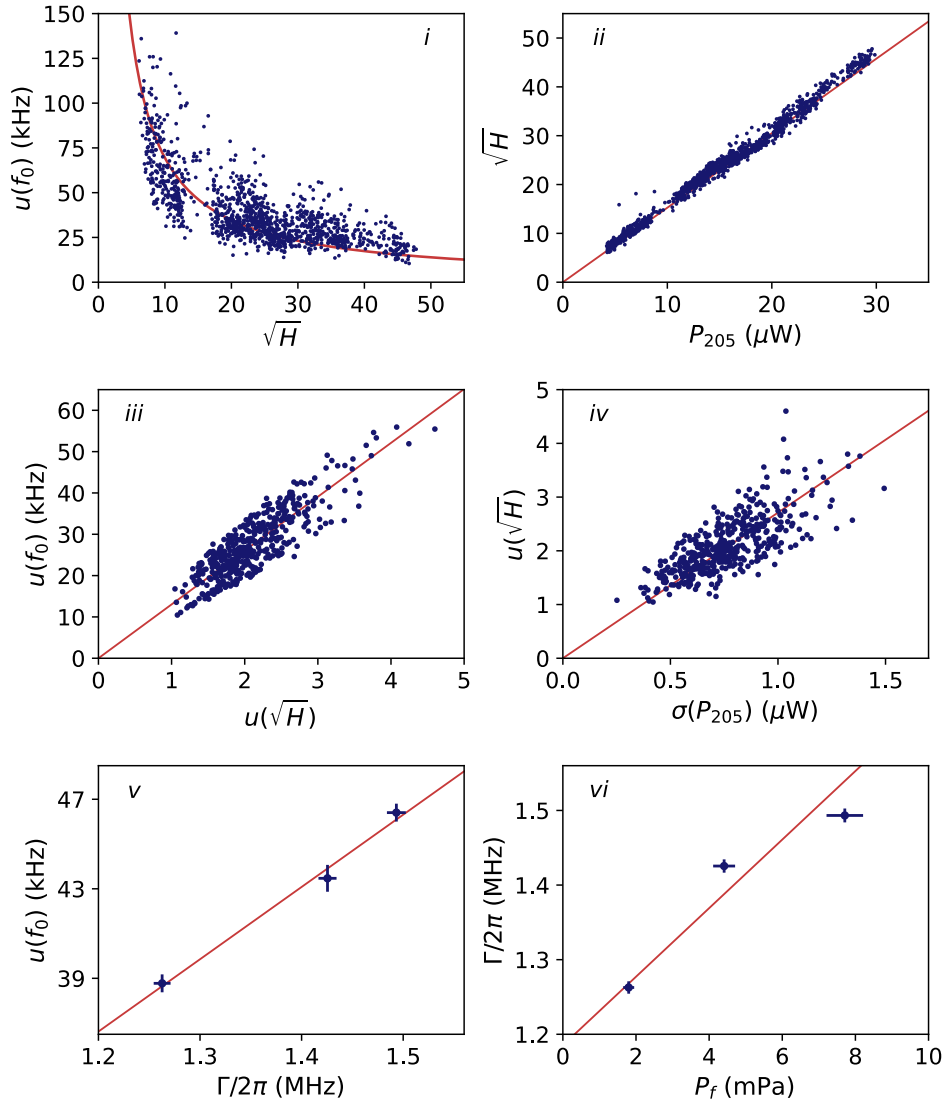 i
150
125
100
75
50
25
0
u(f₀) (kHz)
0 10 20 30 40 50
√H
ii
50
40
30
20
10
0
√H
0 10 20 30
P₂₀₅ (μW)
iii
60
50
40
30
20
10
0
u(f₀) (kHz)
0 1 2 3 4 5
u(√H)
iv
5
4
3
2
1
0
u(√H)
0.0 0.5 1.0 1.5
σ(P₂₀₅) (μW)
v
47
43
39
u(f₀) (kHz)
1.2 1.3 1.4 1.5
Γ/2π (MHz)
vi
1.5
1.4
1.3
1.2
Γ/2π (MHz)
0 2 4 6 8 10
P_f (mPa)